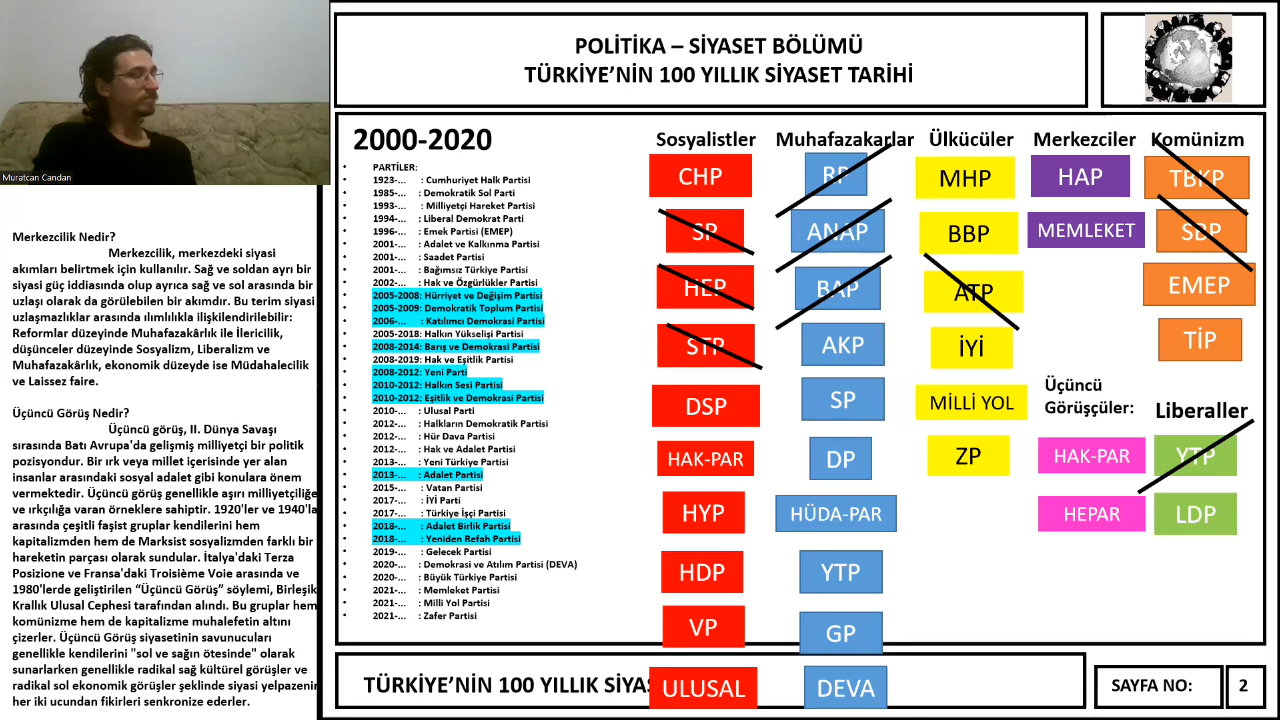 Muratcan Candan
POLİTİKA – SİYASET BÖLÜMÜ
TÜRKİYE’NİN 100 YILLIK SİYASET TARİHİ
Merkezcilik Nedir?
Merkezcilik, merkezdeki siyasi
akımları belirtmek için kullanılır. Sağ ve soldan ayrı bir
siyasi güç iddiasında olup ayrıca sağ ve sol arasında bir
uzlaşı olarak da görülebilen bir akımdır. Bu terim siyasi
uzlaşmazlıklar arasında ılımlılıkla ilişkilendirilebilir:
Reformlar düzeyinde Muhafazakârlık ile İlericilik,
düşünceler düzeyinde Sosyalizm, Liberalizm ve
Muhafazakârlık, ekonomik düzeyde ise Müdahalecilik
ve Laissez faire.
Üçüncü Görüş Nedir?
Üçüncü görüş, II. Dünya Savaşı
sırasında Batı Avrupa'da gelişmiş milliyetçi bir politik
pozisyondur. Bir ırk veya millet içerisinde yer alan
insanlar arasındaki sosyal adalet gibi konulara önem
vermektedir. Üçüncü görüş genellikle aşırı milliyetçiliğe
ve ırkçılığa varan örneklere sahiptir. 1920'ler ve 1940'la
arasında çeşitli faşist gruplar kendilerini hem
kapitalizmden hem de Marksist sosyalizmden farklı bir
hareketin parçası olarak sundular. İtalya'daki Terza
Posizione ve Fransa'daki Troisième Voie arasında ve
1980'lerde geliştirilen “Üçüncü Görüş” söylemi, Birleşik
Krallık Ulusal Cephesi tarafından alındı. Bu gruplar hem
komünizme hem de kapitalizme muhalefetin altını
çizerler. Üçüncü Görüş siyasetinin savunucuları
genellikle kendilerini "sol ve sağın ötesinde" olarak
sunarlarken genellikle radikal sağ kültürel görüşler ve
radikal sol ekonomik görüşler şeklinde siyasi yelpazenin
her iki ucundan fikirleri senkronize ederler.
2000-2020
PARTİLER:
1923-... : Cumhuriyet Halk Partisi
1985-... : Demokratik Sol Parti
1993-... : Milliyetçi Hareket Partisi
1994-... : Liberal Demokrat Parti
1996-... : Emek Partisi (EMEP)
2001-... : Adalet ve Kalkınma Partisi
2001-... : Saadet Partisi
2001-... : Bağımsız Türkiye Partisi
2002-... : Hak ve Özgürlükler Partisi
2005-2008: Hürriyet ve Değişim Partisi
2005-2009: Demokratik Toplum Partisi
2006-... : Katılımcı Demokrasi Partisi
2005-2018: Halkın Yükselişi Partisi
2008-2014: Barış ve Demokrasi Partisi
2008-2019: Hak ve Eşitlik Partisi
2008-2012: Yeni Parti
2010-2012: Halkın Sesi Partisi
2010-2012: Eşitlik ve Demokrasi Partisi
2010-... : Ulusal Parti
2012-... : Halkların Demokratik Partisi
2012-... : Hür Dava Partisi
2012-... : Hak ve Adalet Partisi
2013-... : Yeni Türkiye Partisi
2013-... : Adalet Partisi
2015-... : Vatan Partisi
2017-... : İYİ Parti
2017-... : Türkiye İşçi Partisi
2018-... : Adalet Birlik Partisi
2018-... : Yeniden Refah Partisi
2019-... : Gelecek Partisi
2020-... : Demokrasi ve Atılım Partisi (DEVA)
2020-... : Büyük Türkiye Partisi
2021-... : Memleket Partisi
2021-... : Milli Yol Partisi
2021-... : Zafer Partisi
Sosyalistler
CHP
SP
HEP
STP
DSP
HAK-PAR
HYP
HDP
VP
ULUSAL
Muhafazakarlar
RP
ANAP
BAP
AKP
SP
DP
HÜDA-PAR
YTP
GP
DEVA
Ülkücüler
MHP
BBP
ATP
İYİ
MİLLİ YOL
ZP
Merkezciler
HAP
MEMLEKET
Üçüncü
Görüşçüler:
HAK-PAR
HEPAR
Komünizm
TBKP
SBP
EMEP
TİP
Liberaller
YTP
LDP
TÜRKİYE’NİN 100 YILLIK SİYAS
SAYFA NO:
2